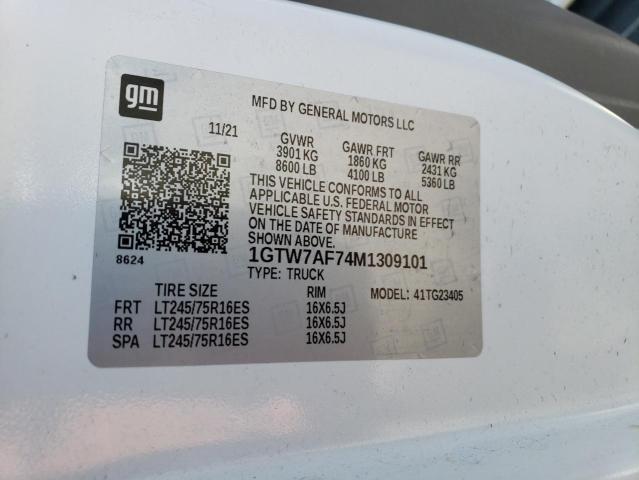 gm
MFD BY GENERAL MOTORS LLC
11/21 GVWR GAWR FRT GAWR RR
3901 KG 1860 KG 2431 KG
8600 LB 4100 LB 5360 LB
THIS VEHICLE CONFORMS TO ALL
APPLICABLE U.S. FEDERAL MOTOR
VEHICLE SAFETY STANDARDS IN EFFECT
ON THE DATE OF MANUFACTURE
SHOWN ABOVE.
8624
1GTW7AF74M1309101
TYPE: TRUCK
TIRE SIZE RIM MODEL: 41TG23405
FRT LT245/75R16ES 16X6.5J
RR LT245/75R16ES 16X6.5J
SPA LT245/75R16ES 16X6.5J